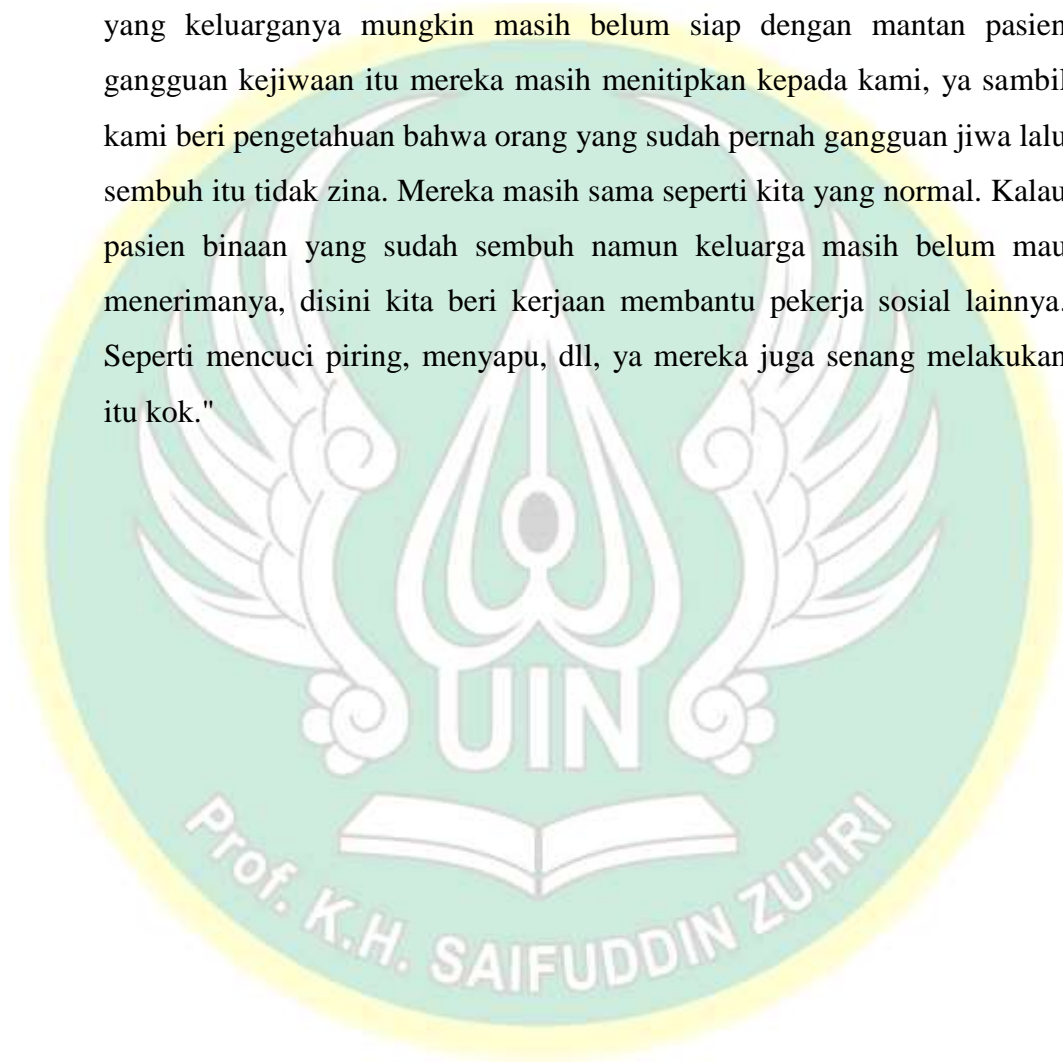 yang keluarganya mungkin masih belum siap dengan mantan pasien
gangguan kejiwaan itu mereka masih menitipkan kepada kami, ya sambil
kami beri pengetahuan bahwa orang yang sudah pernah gangguan jiwa lalu
sembuh itu tidak zina. Mereka masih sama seperti kita yang normal. Kalau
pasien binaan yang sudah sembuh namun keluarga masih belum mau
menerimanya, disini kita beri kerjaan membantu pekerja sosial lainnya.
Seperti mencuci piring, menyapu, dll, ya mereka juga senang melakukan
itu kok."
UIN
Prof. K.H. SAIFUDDIN ZUHRI